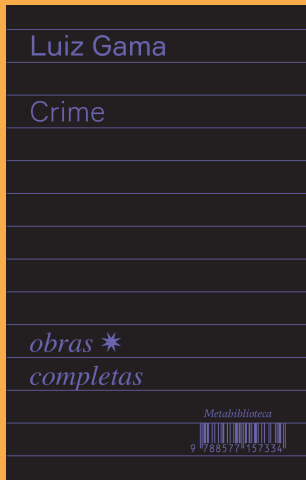 Luiz Gama
Crime
obras ✷
completas
Metabiblioteca
9 788577 157334